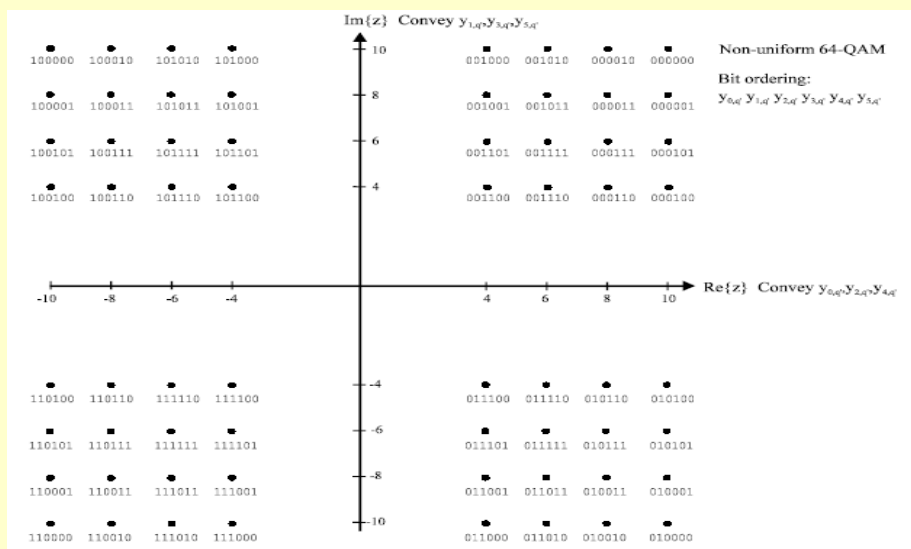 Im{z} Convey y1,q',y3,q',y5,q'
10
100000 100010 101010 101000 001000 001010 000010 000000
Non-uniform 64-QAM
Bit ordering:
y0,q' y1,q' y2,q' y3,q' y4,q' y5,q'
8
100001 100011 101011 101001 001001 001011 000011 000001
6
100101 100111 101111 101101 001101 001111 000111 000101
4
100100 100110 101110 101100 001100 001110 000110 000100
-10 -8 -6 -4 4 6 8 10
Re{z} Convey y0,q',y2,q',y4,q'
-4
110100 110110 111110 111100 011100 011110 010110 010100
-6
110101 110111 111111 111101 011101 011111 010111 010101
-8
110001 110011 111011 111001 011001 011011 010011 010001
-10
110000 110010 111010 111000 011000 011010 010010 010000